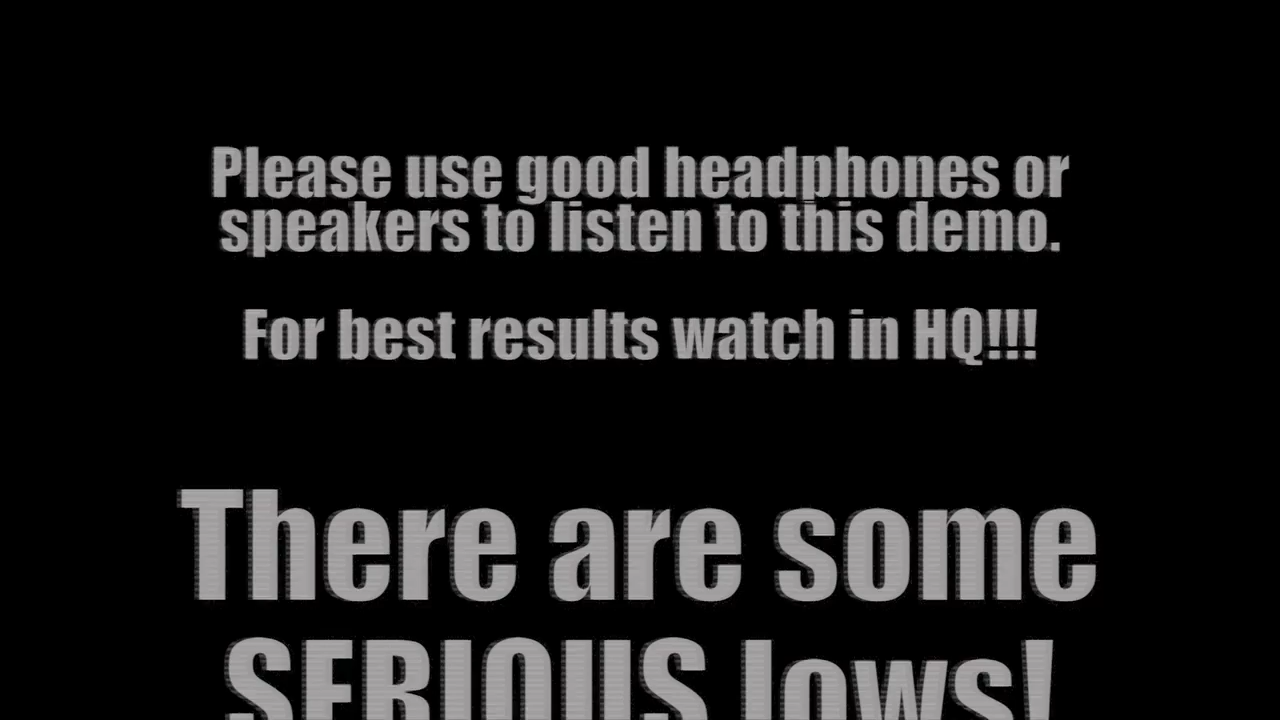 Please use good headphones or
speakers to listen to this demo.
For best results watch in HQ!!!
There are some
SERIOUS lows!